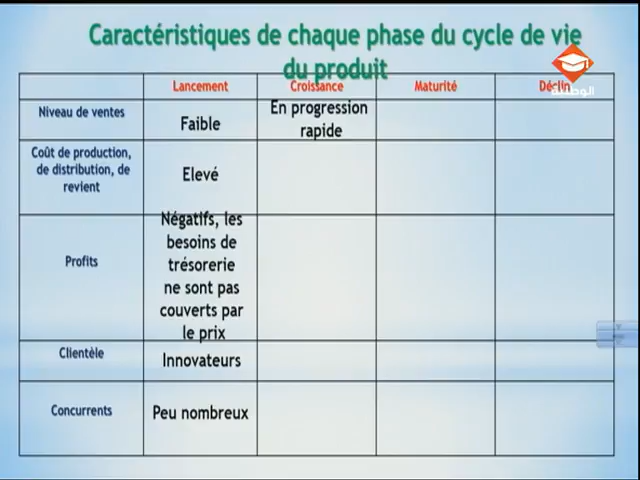 Caractéristiques de chaque phase du cycle de vie
du produit
Lancement Croissance Maturité Déclin
الوطنية
Niveau de ventes
Faible
En progression
rapide
Coût de production,
de distribution, de
revient
Elevé
Profits
Négatifs, les
besoins de
trésorerie
ne sont pas
couverts par
le prix
Clientèle
Innovateurs
Concurrents
Peu nombreux